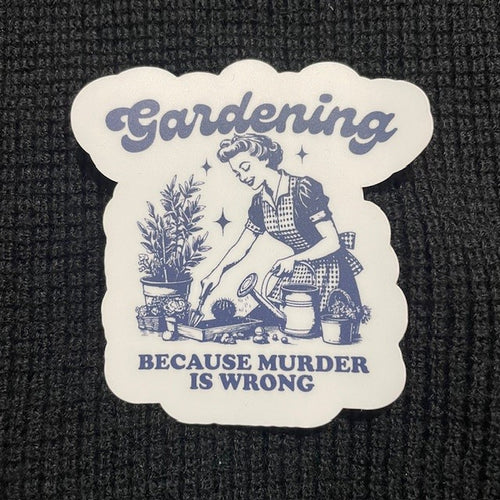 Gardening
BECAUSE MURDER
IS WRONG